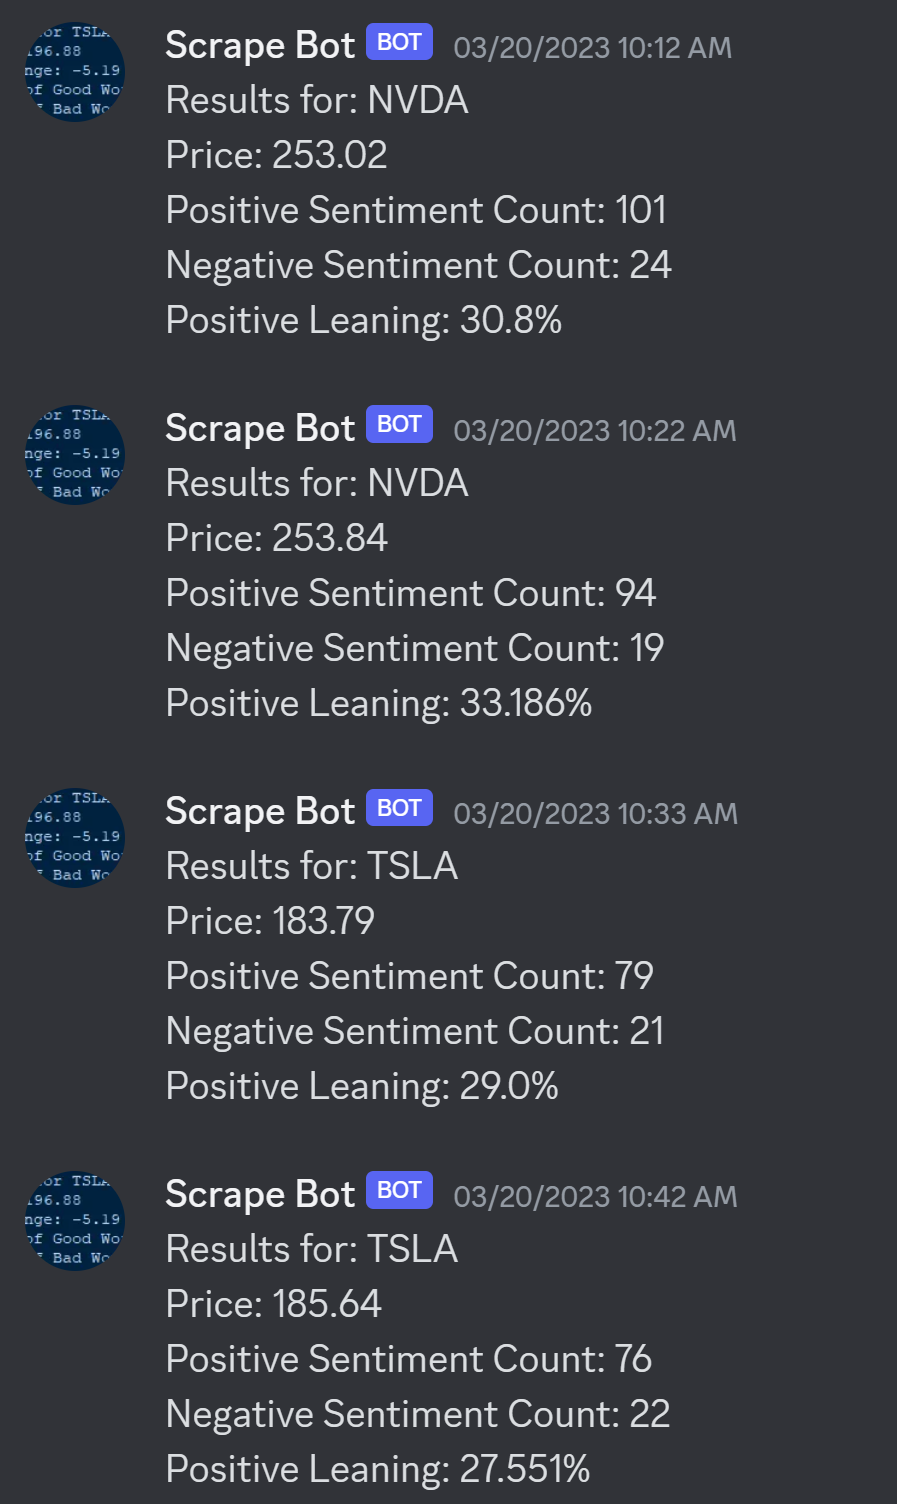 or TSLA
196.88
nge: -5.19
of Good Wo
Bad Wo
Scrape Bot BOT 03/20/2023 10:12 AM
Results for: NVDA
Price: 253.02
Positive Sentiment Count: 101
Negative Sentiment Count: 24
Positive Leaning: 30.8%
or TSLA
196.88
nge: -5.19
of Good Wo
Bad Wo
Scrape Bot BOT 03/20/2023 10:22 AM
Results for: NVDA
Price: 253.84
Positive Sentiment Count: 94
Negative Sentiment Count: 19
Positive Leaning: 33.186%
or TSLA
196.88
nge: -5.19
of Good Wo
Bad Wo
Scrape Bot BOT 03/20/2023 10:33 AM
Results for: TSLA
Price: 183.79
Positive Sentiment Count: 79
Negative Sentiment Count: 21
Positive Leaning: 29.0%
or TSLA
196.88
nge: -5.19
of Good Wo
Bad Wo
Scrape Bot BOT 03/20/2023 10:42 AM
Results for: TSLA
Price: 185.64
Positive Sentiment Count: 76
Negative Sentiment Count: 22
Positive Leaning: 27.551%